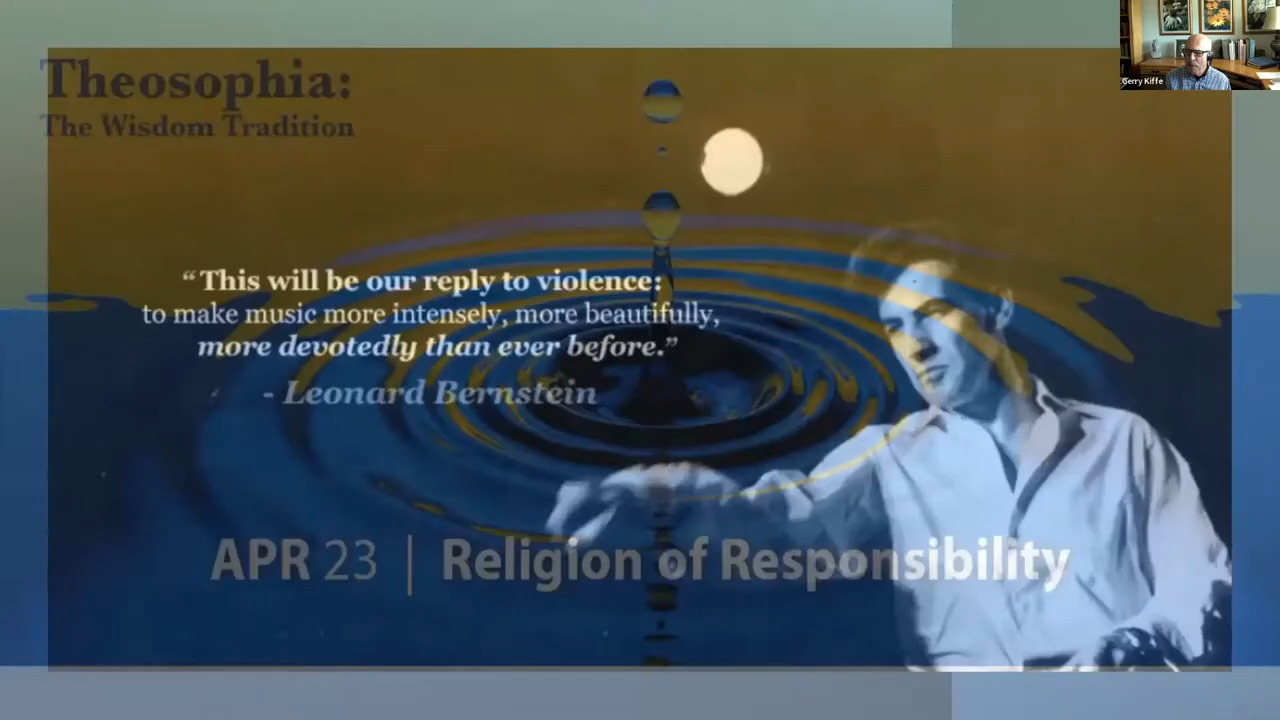 Theosophia:
The Wisdom Tradition
Gerry Kiffe
“This will be our reply to violence:
to make music more intensely, more beautifully,
more devotedly than ever before.”
- Leonard Bernstein
APR 23 | Religion of Responsibility